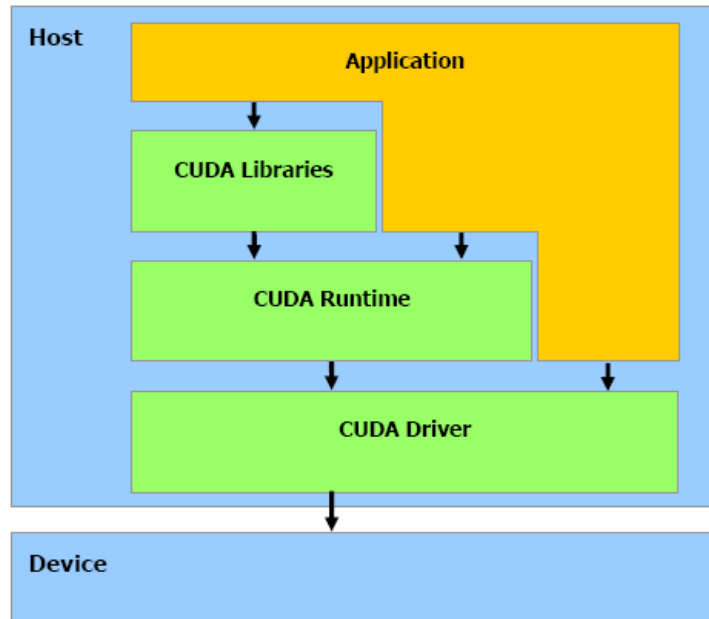 Host
Application
CUDA Libraries
CUDA Runtime
CUDA Driver
Device